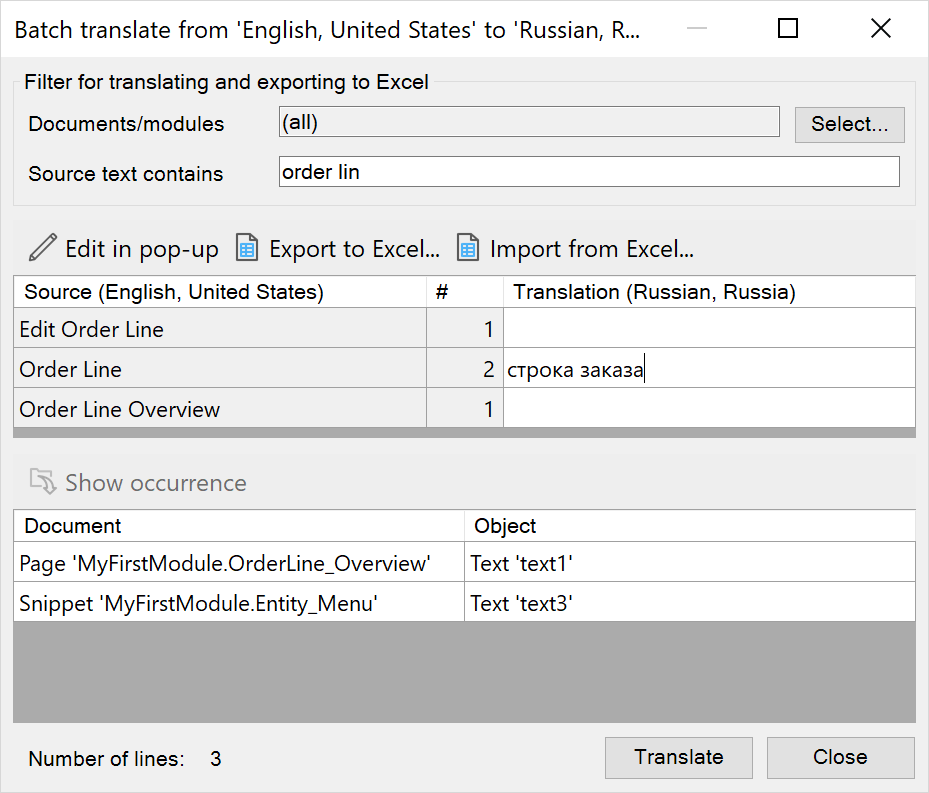 Batch translate from 'English, United States' to 'Russian, R...
Filter for translating and exporting to Excel
Documents/modules (all) Select...
Source text contains order lin
Edit in pop-up Export to Excel... Import from Excel...
Source (English, United States) # Translation (Russian, Russia)
Edit Order Line 1
Order Line 2 строка заказа
Order Line Overview 1
Show occurrence
Document Object
Page 'MyFirstModule.OrderLine_Overview' Text 'text1'
Snippet 'MyFirstModule.Entity_Menu' Text 'text3'
Number of lines: 3 Translate Close